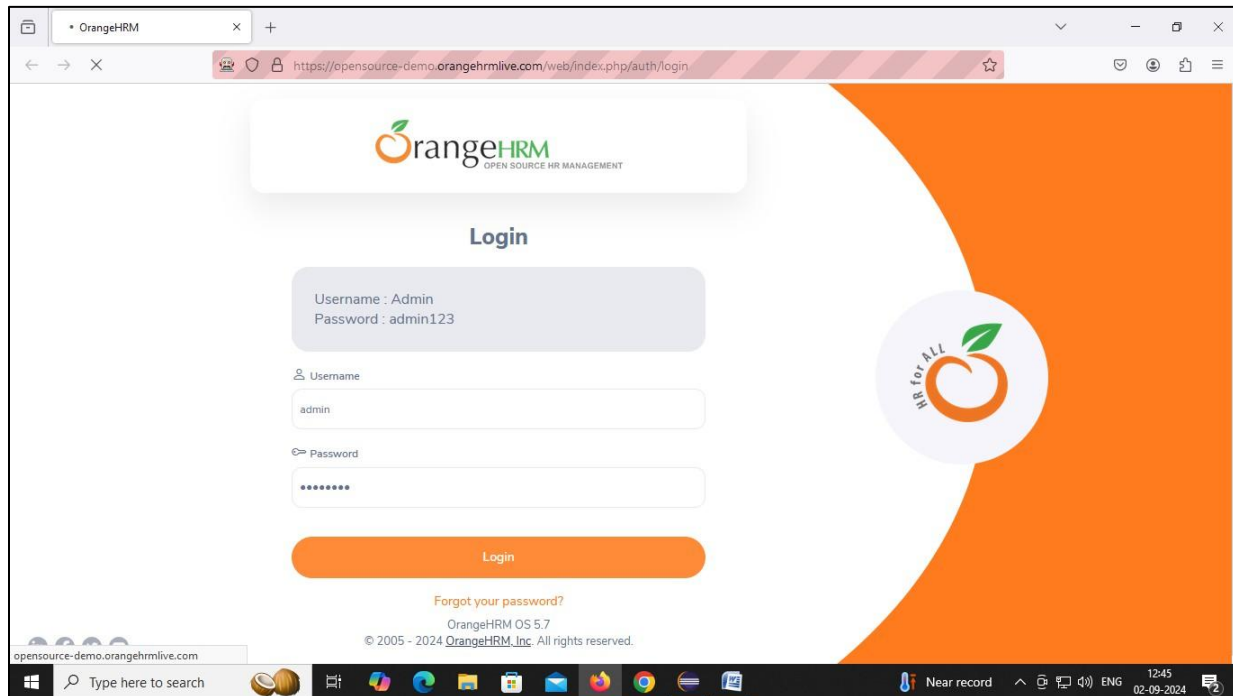 OrangeHRM
https://opensource-demo.orangehrmlive.com/web/index.php/auth/login
OrangeHRM
OPEN SOURCE HR MANAGEMENT
Login
Username : Admin
Password : admin123
Username
admin
Password
••••••••
Login
Forgot your password?
OrangeHRM OS 5.7
© 2005 - 2024 OrangeHRM, Inc. All rights reserved.
HR for ALL
opensource-demo.orangehrmlive.com
Type here to search
Near record
ENG
12:45
02-09-2024
2